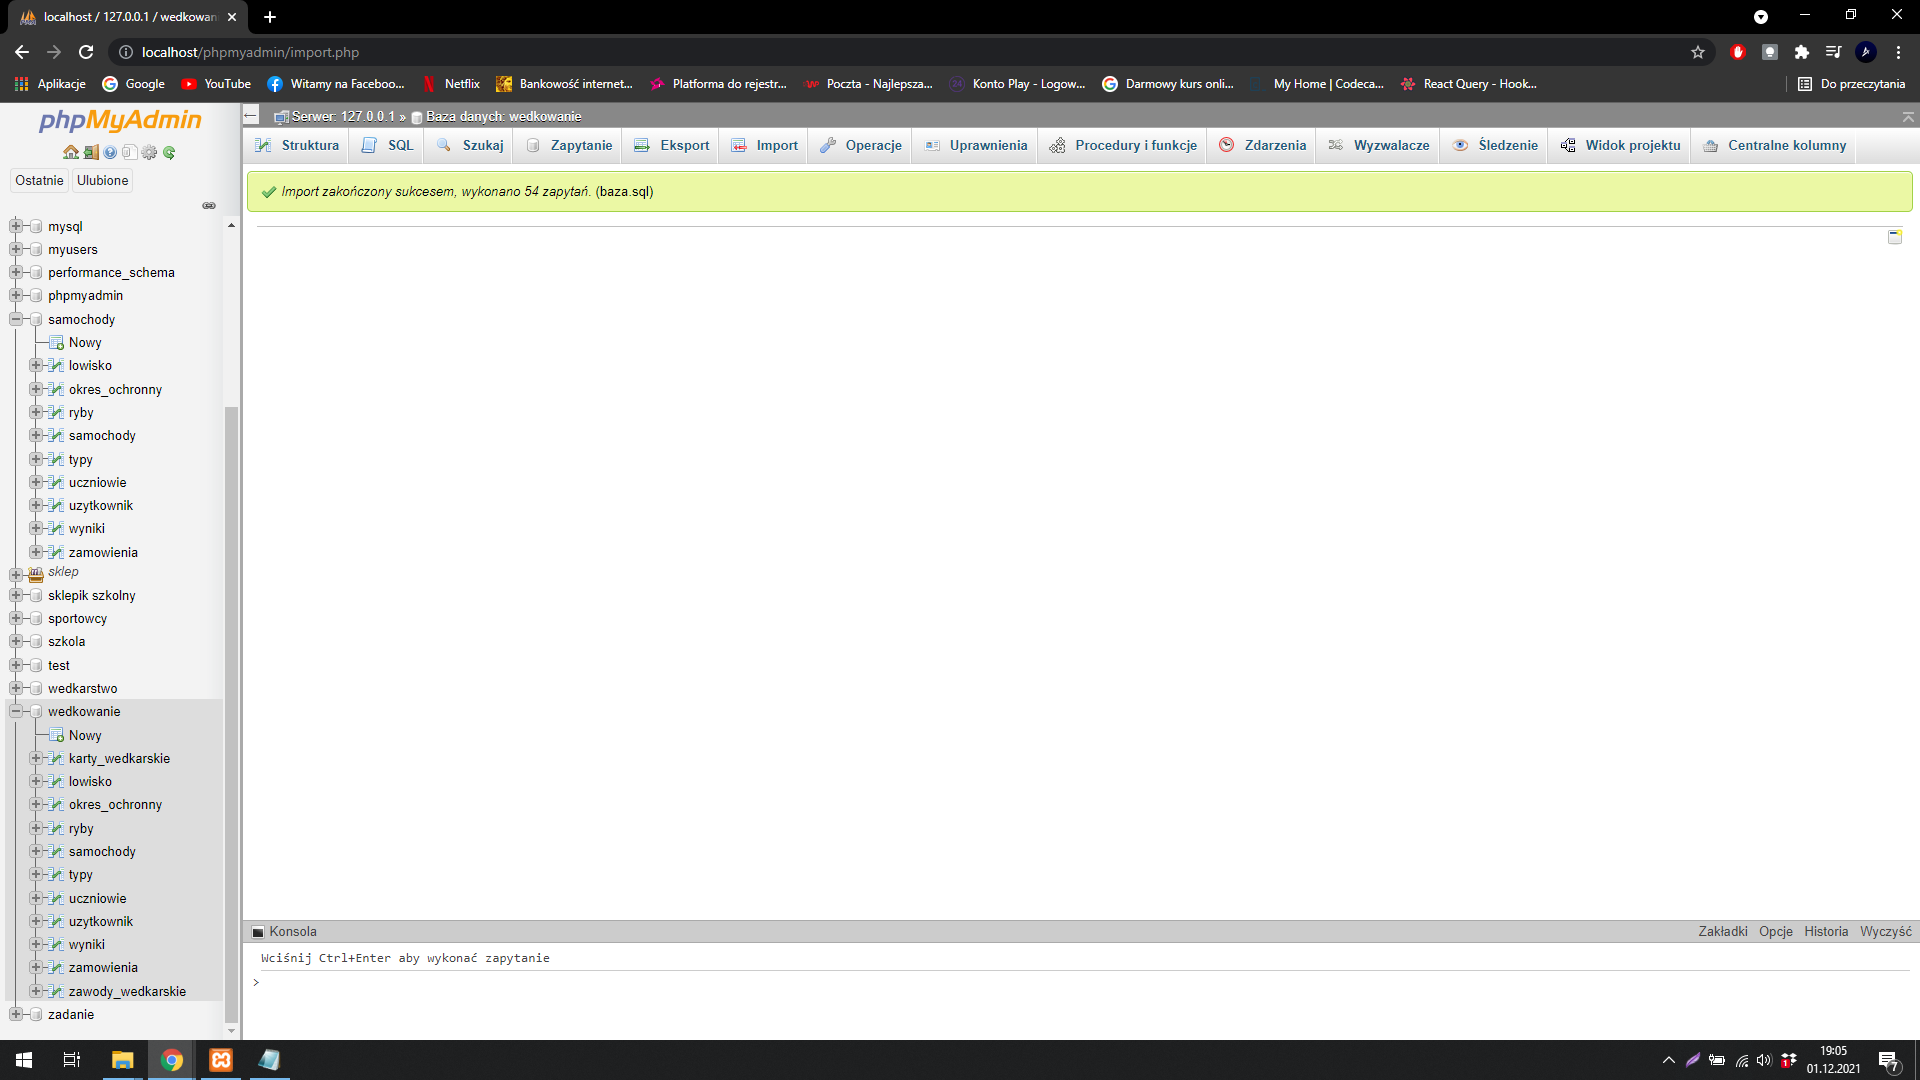 localhost / 127.0.0.1 / wedkowani
localhost/phpmyadmin/import.php
Aplikacje Google YouTube Witamy na Faceboo... Netflix Bankowość internet... Platforma do rejestr... Poczta - Najlepsza... Konto Play - Logow... Darmowy kurs onli... My Home | Codeca... React Query - Hook... Do przeczytania
phpMyAdmin
Ostatnie Ulubione
mysql
myusers
performance_schema
phpmyadmin
samochody
Nowy
lowisko
okres_ochronny
ryby
samochody
typy
uczniowie
uzytkownik
wyniki
zamowienia
sklep
sklepik szkolny
sportowcy
szkola
test
wedkarstwo
wedkowanie
Nowy
karty_wedkarskie
lowisko
okres_ochronny
ryby
samochody
typy
uczniowie
uzytkownik
wyniki
zamowienia
zawody_wedkarskie
zadanie
Serwer: 127.0.0.1 » Baza danych: wedkowanie
Struktura SQL Szukaj Zapytanie Eksport Import Operacje Uprawnienia Procedury i funkcje Zdarzenia Wyzwalacze Śledzenie Widok projektu Centralne kolumny
Import zakończony sukcesem, wykonano 54 zapytań. (baza.sql)
Konsola Zakładki Opcje Historia Wyczyść
Wciśnij Ctrl+Enter aby wykonać zapytanie
>
19:05
01.12.2021
7